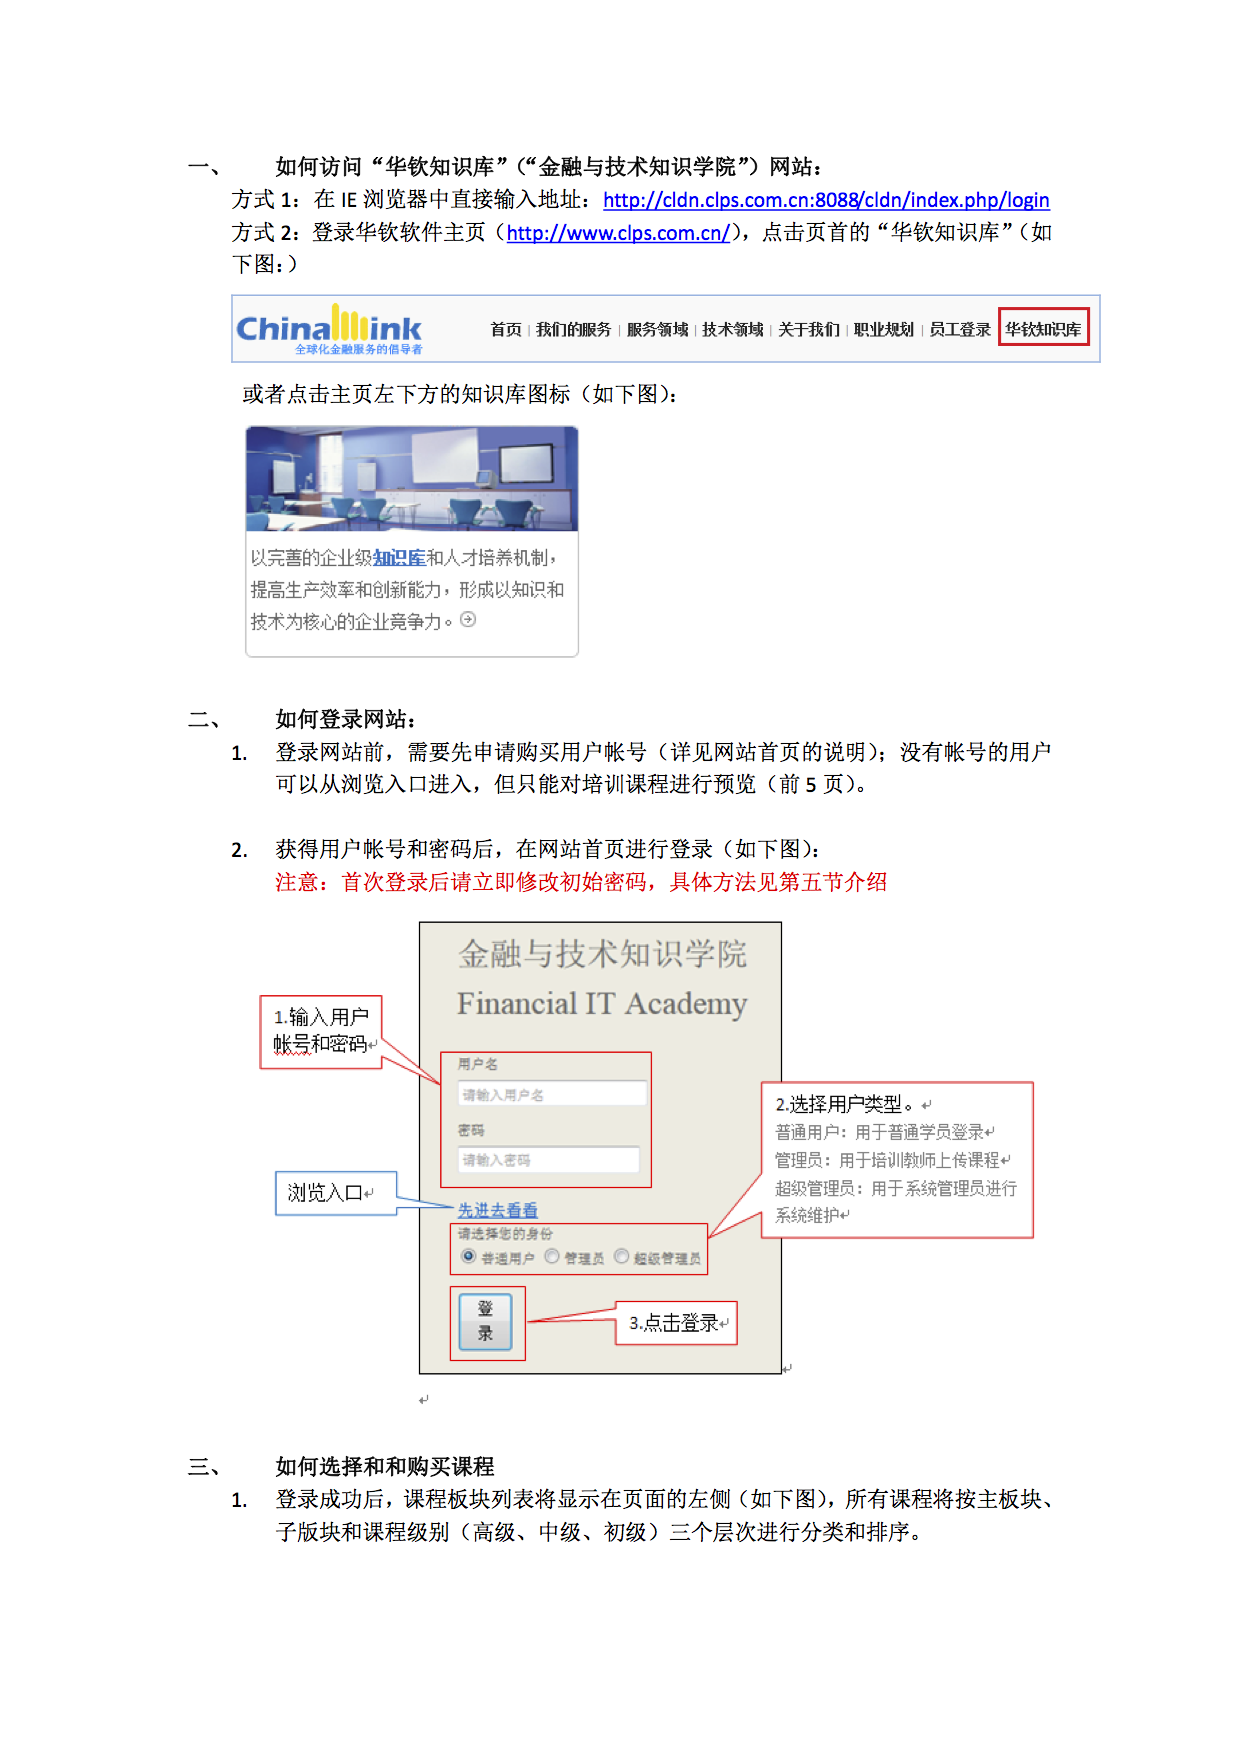 一、 如何访问“华钦知识库”（“金融与技术知识学院”）网站：
方式 1：在 IE 浏览器中直接输入地址：http://cldn.clps.com.cn:8088/cldn/index.php/login
方式 2：登录华钦软件主页（http://www.clps.com.cn/），点击页首的“华钦知识库”（如
下图：）
Chinalink
全球化金融服务的倡导者
首页 | 我们的服务 | 服务领域 | 技术领域 | 关于我们 | 职业规划 | 员工登录 华钦知识库
或者点击主页左下方的知识库图标（如下图）：
以完善的企业级知识库和人才培养机制，
提高生产效率和创新能力，形成以知识和
技术为核心的企业竞争力。
二、 如何登录网站：
1. 登录网站前，需要先申请购买用户帐号（详见网站首页的说明）；没有帐号的用户
可以从浏览入口进入，但只能对培训课程进行预览（前 5 页）。
2. 获得用户帐号和密码后，在网站首页进行登录（如下图）：
注意：首次登录后请立即修改初始密码，具体方法见第五节介绍
金融与技术知识学院
Financial IT Academy
1.输入用户
帐号和密码
用户名
请输入用户名
密码
请输入密码
2.选择用户类型。
普通用户：用于普通学员登录
管理员：用于培训教师上传课程
超级管理员：用于系统管理员进行
系统维护
浏览入口
先进去看看
请选择您的身份
普通用户 管理员 超级管理员
登
录
3.点击登录
三、 如何选择和和购买课程
1. 登录成功后，课程板块列表将显示在页面的左侧（如下图），所有课程将按主板块、
子版块和课程级别（高级、中级、初级）三个层次进行分类和排序。